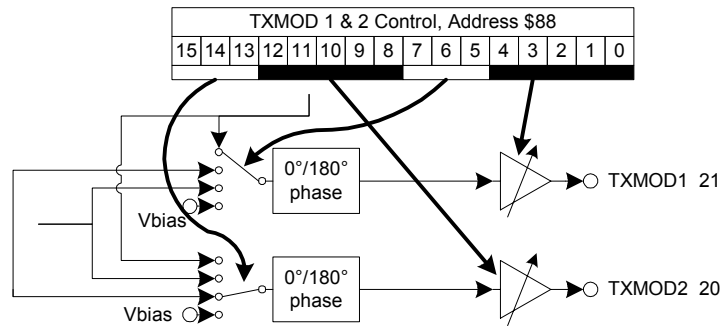 TXMOD 1 & 2 Control, Address $88
15 14 13 12 11 10 9 8 7 6 5 4 3 2 1 0
0°/180°
phase
TXMOD1 21
Vbias
0°/180°
phase
TXMOD2 20
Vbias